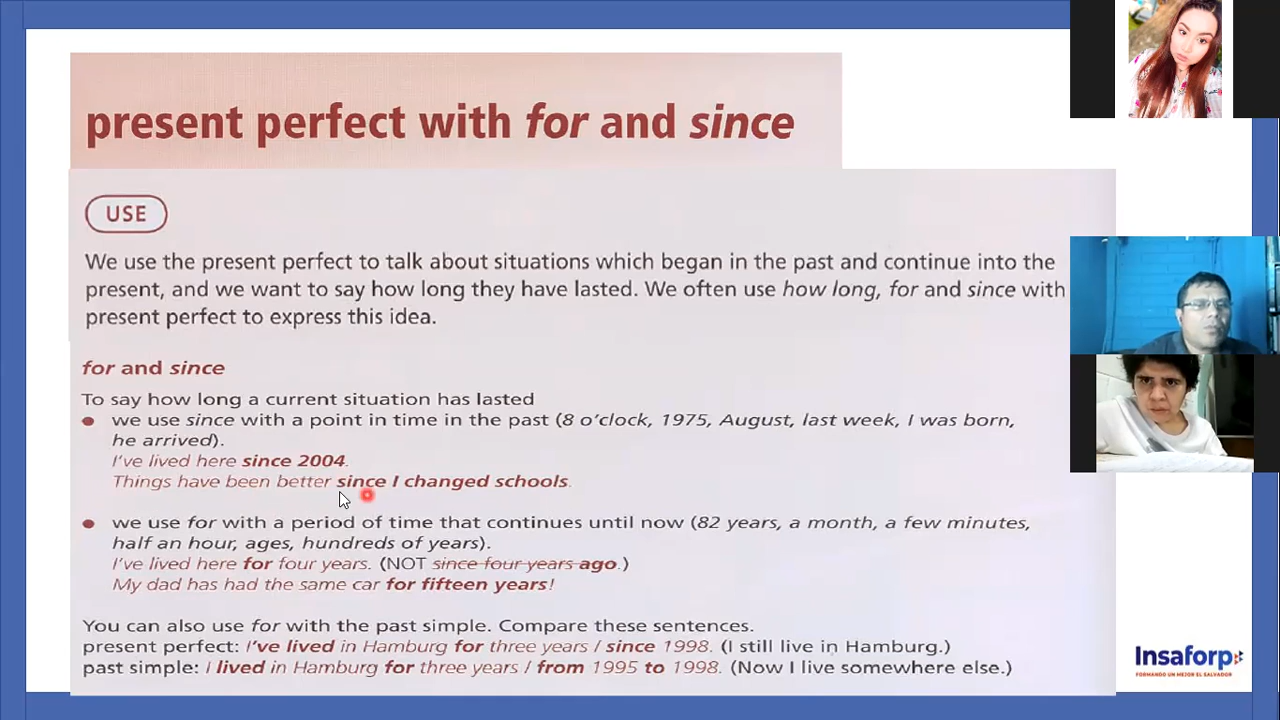 present perfect with for and since
USE
We use the present perfect to talk about situations which began in the past and continue into the
present, and we want to say how long they have lasted. We often use how long, for and since with
present perfect to express this idea.
for and since
To say how long a current situation has lasted
we use since with a point in time in the past (8 o'clock, 1975, August, last week, I was born,
he arrived).
I've lived here since 2004.
Things have been better since I changed schools.
we use for with a period of time that continues until now (82 years, a month, a few minutes,
half an hour, ages, hundreds of years).
I've lived here for four years. (NOT since four years ago.)
My dad has had the same car for fifteen years!
You can also use for with the past simple. Compare these sentences.
present perfect: I've lived in Hamburg for three years / since 1998. (I still live in Hamburg.)
past simple: I lived in Hamburg for three years / from 1995 to 1998. (Now I live somewhere else.)
Insaforp
FORMANDO UN MEJOR EL SALVADOR